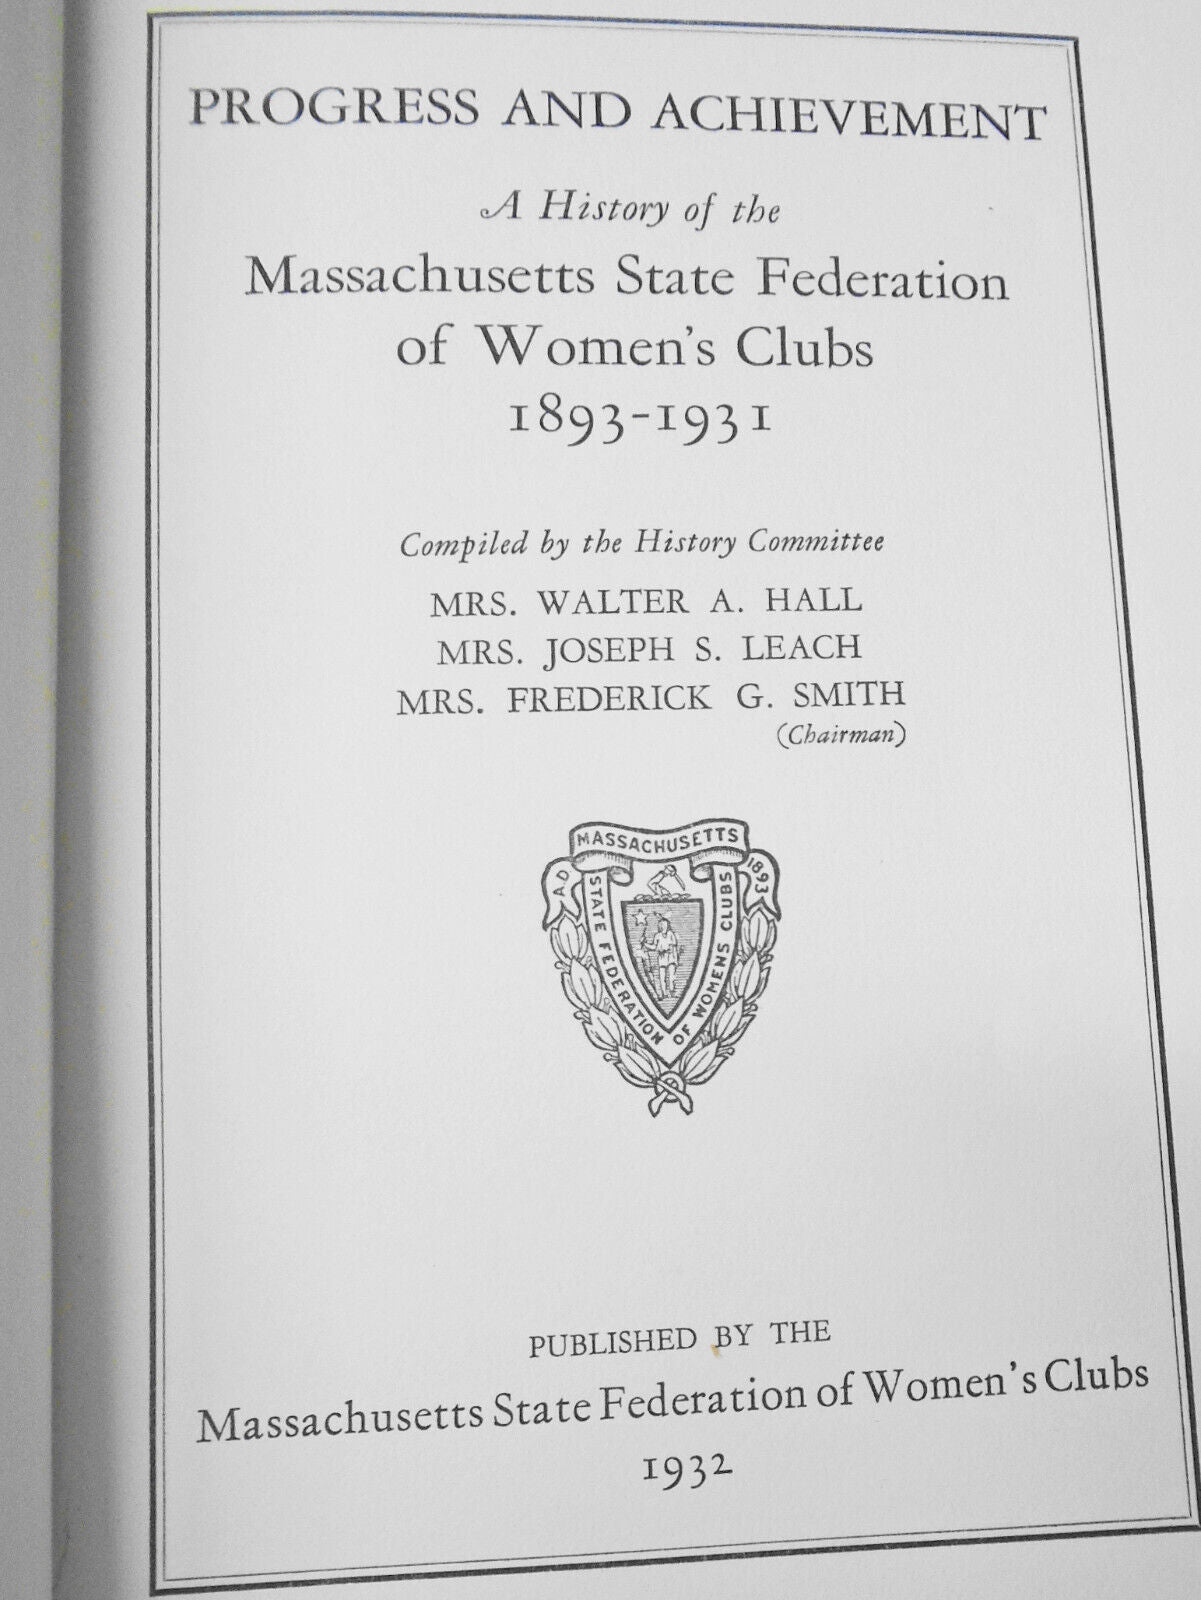 PROGRESS AND ACHIEVEMENT
A History of the
Massachusetts State Federation
of Women's Clubs
1893-1931
Compiled by the History Committee
MRS. WALTER A. HALL
MRS. JOSEPH S. LEACH
MRS. FREDERICK G. SMITH
(Chairman)
MASSACHUSETTS
A.D.
1893
STATE FEDERATION OF WOMENS CLUBS
PUBLISHED BY THE
Massachusetts State Federation of Women's Clubs
1932